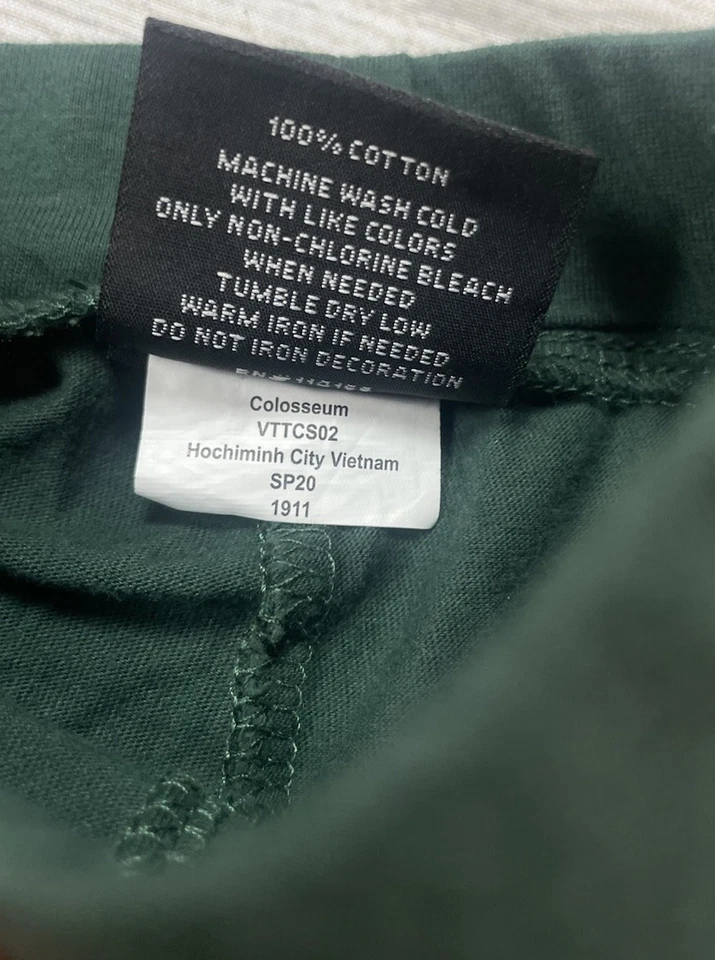 100% COTTON
MACHINE WASH COLD
WITH LIKE COLORS
ONLY NON-CHLORINE BLEACH
WHEN NEEDED
TUMBLE DRY LOW
WARM IRON IF NEEDED
DO NOT IRON DECORATION
Colosseum
VTTCS02
Hochiminh City Vietnam
SP20
1911